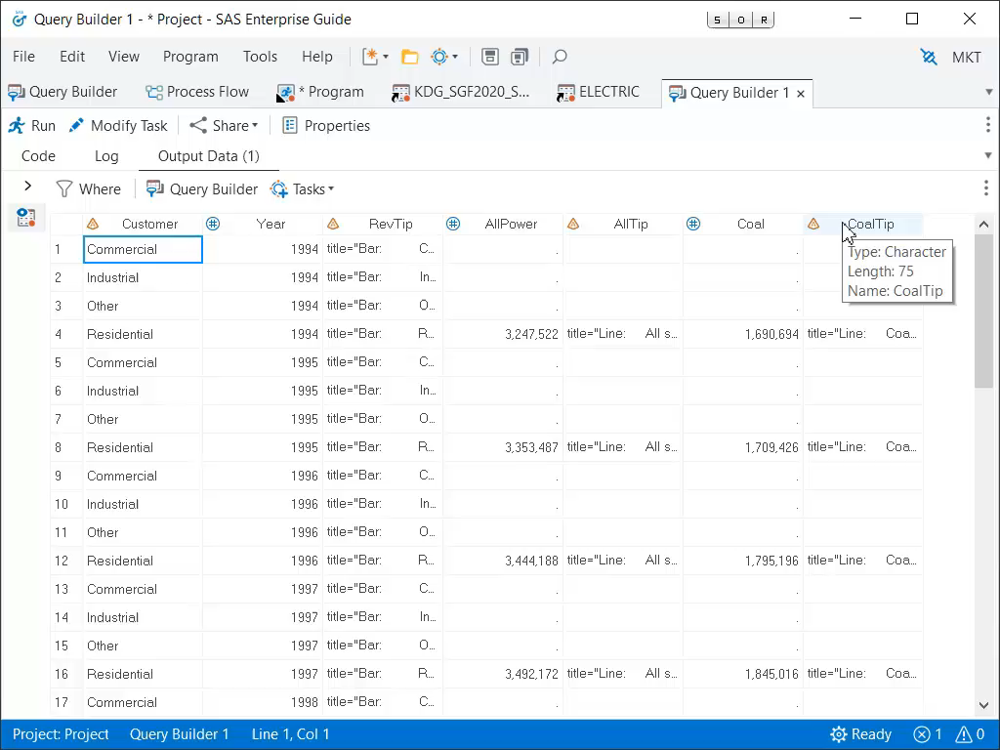 Query Builder 1 - * Project - SAS Enterprise Guide S O R
File Edit View Program Tools Help MKT
Query Builder Process Flow * Program KDG_SGF2020_S... ELECTRIC Query Builder 1
Run Modify Task Share Properties
Code Log Output Data (1)
Where Query Builder Tasks
Customer Year RevTip AllPower AllTip Coal CoalTip
1 Commercial 1994 title="Bar: C... . .
Type: Character
Length: 75
Name: CoalTip
2 Industrial 1994 title="Bar: In... . .
3 Other 1994 title="Bar: O... . .
4 Residential 1994 title="Bar: R... 3,247,522 title="Line: All s... 1,690,694 title="Line: Coa...
5 Commercial 1995 title="Bar: C... . .
6 Industrial 1995 title="Bar: In... . .
7 Other 1995 title="Bar: O... . .
8 Residential 1995 title="Bar: R... 3,353,487 title="Line: All s... 1,709,426 title="Line: Coa...
9 Commercial 1996 title="Bar: C... . .
10 Industrial 1996 title="Bar: In... . .
11 Other 1996 title="Bar: O... . .
12 Residential 1996 title="Bar: R... 3,444,188 title="Line: All s... 1,795,196 title="Line: Coa...
13 Commercial 1997 title="Bar: C... . .
14 Industrial 1997 title="Bar: In... . .
15 Other 1997 title="Bar: O... . .
16 Residential 1997 title="Bar: R... 3,492,172 title="Line: All s... 1,845,016 title="Line: Coa...
17 Commercial 1998 title="Bar: C... . .
Project: Project Query Builder 1 Line 1, Col 1 Ready 1 0